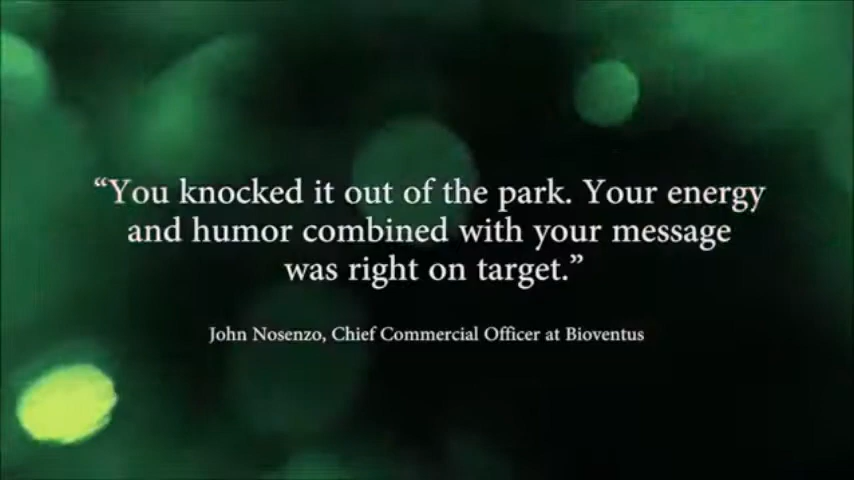 “You knocked it out of the park. Your energy
and humor combined with your message
was right on target.”
John Nosenzo, Chief Commercial Officer at Bioventus